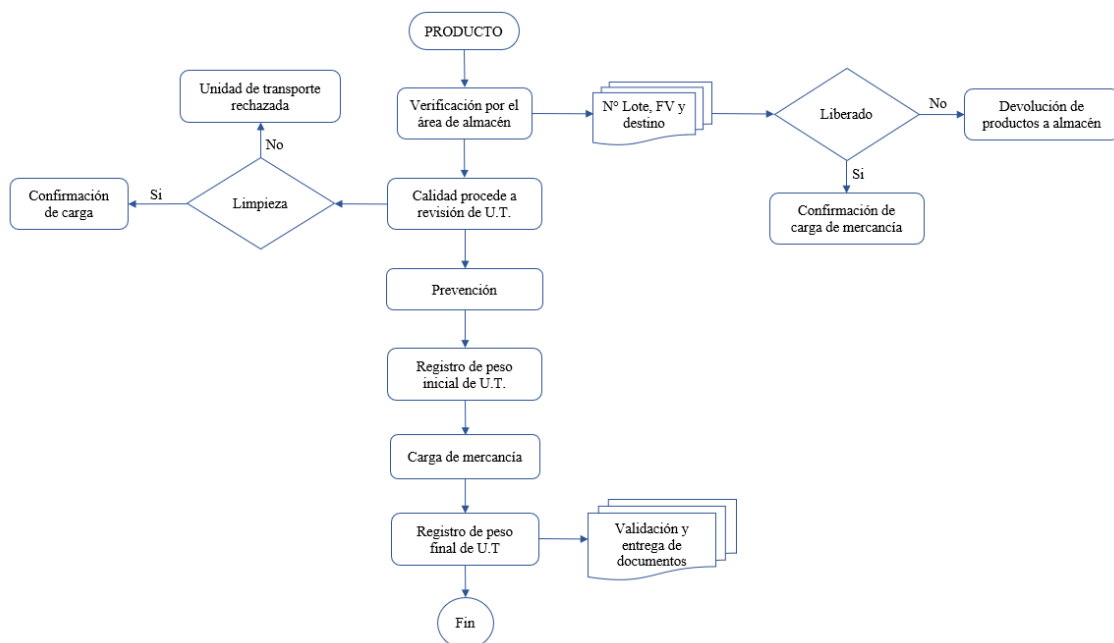 PRODUCTO
Unidad de transporte
rechazada
Verificación por el
área de almacén
Nº Lote, FV y
destino
Liberado
No
Devolución de
productos a almacén
No
Si
Confirmación
de carga
Si
Limpieza
Calidad procede a
revisión de U.T.
Confirmación de
carga de mercancía
Prevención
Registro de peso
inicial de U.T.
Carga de mercancía
Registro de peso
final de U.T
Validación y
entrega de
documentos
Fin